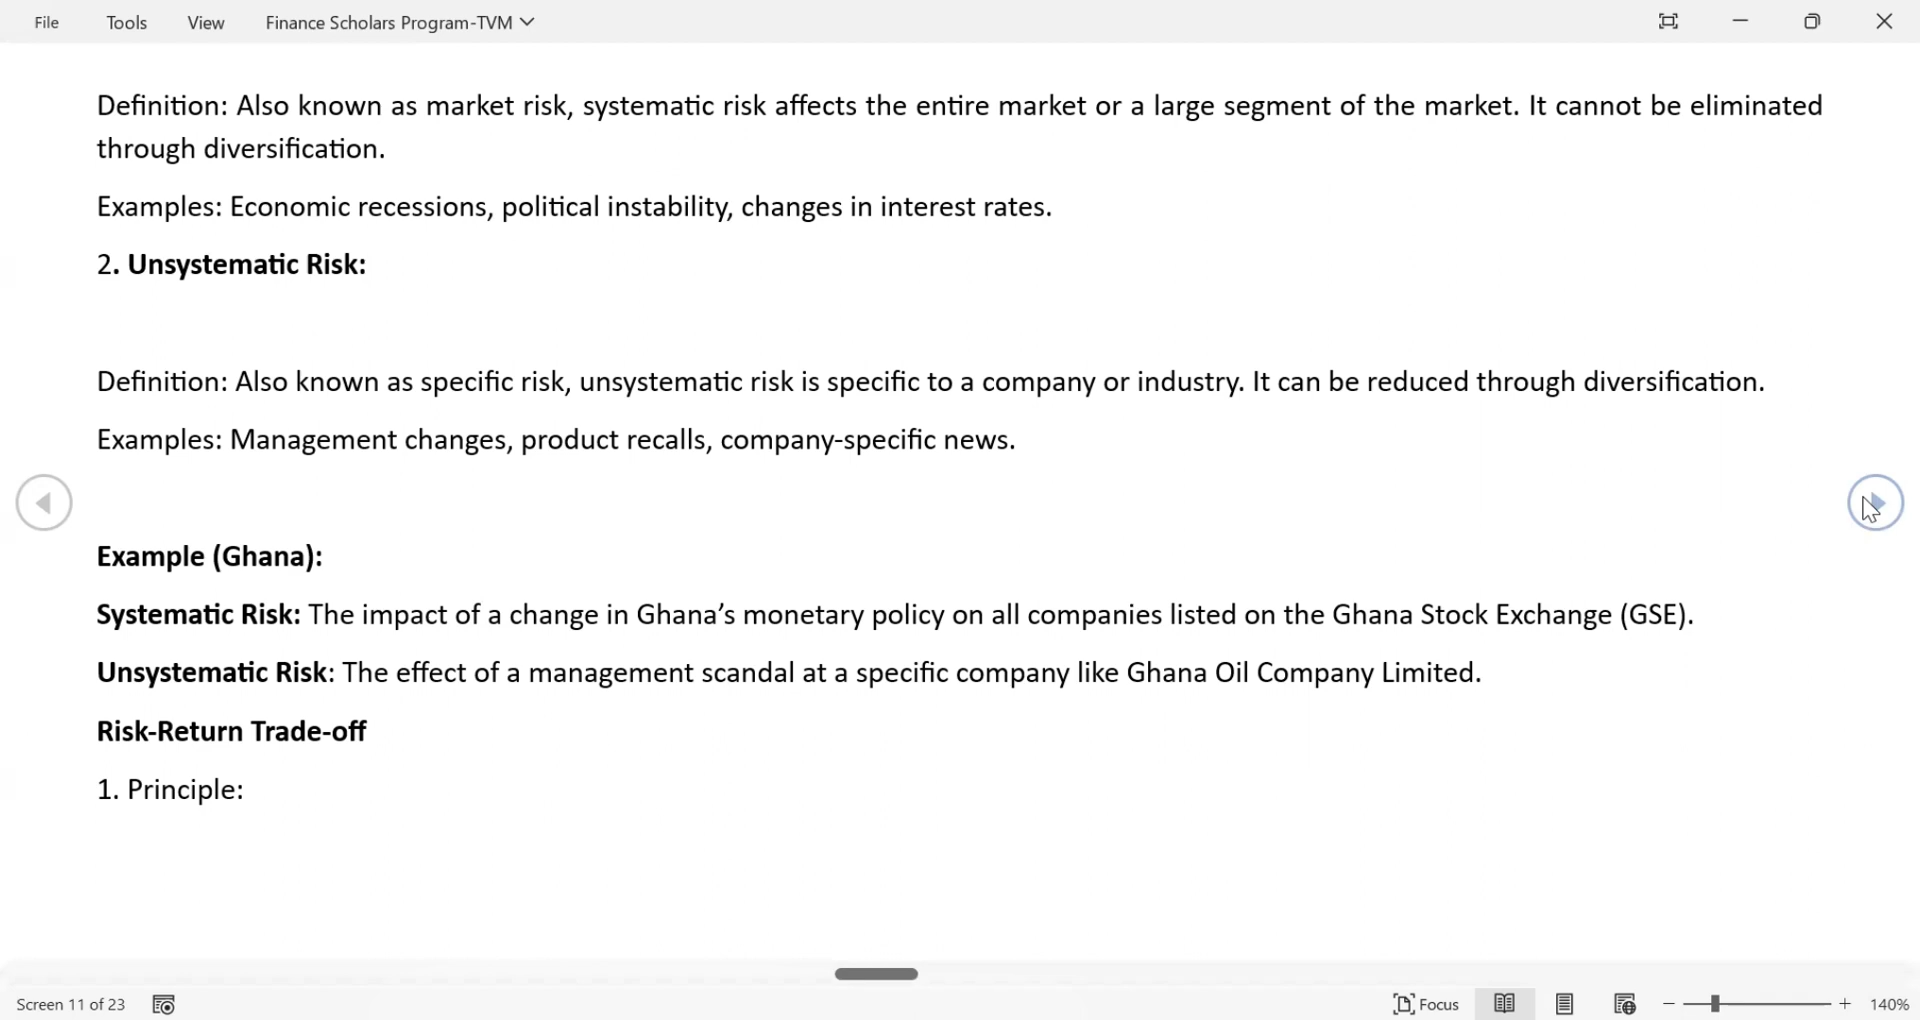 File Tools View Finance Scholars Program-TVM
Definition: Also known as market risk, systematic risk affects the entire market or a large segment of the market. It cannot be eliminated
through diversification.
Examples: Economic recessions, political instability, changes in interest rates.
2. Unsystematic Risk:
Definition: Also known as specific risk, unsystematic risk is specific to a company or industry. It can be reduced through diversification.
Examples: Management changes, product recalls, company-specific news.
Example (Ghana):
Systematic Risk: The impact of a change in Ghana’s monetary policy on all companies listed on the Ghana Stock Exchange (GSE).
Unsystematic Risk: The effect of a management scandal at a specific company like Ghana Oil Company Limited.
Risk-Return Trade-off
1. Principle:
Screen 11 of 23 Focus 140%